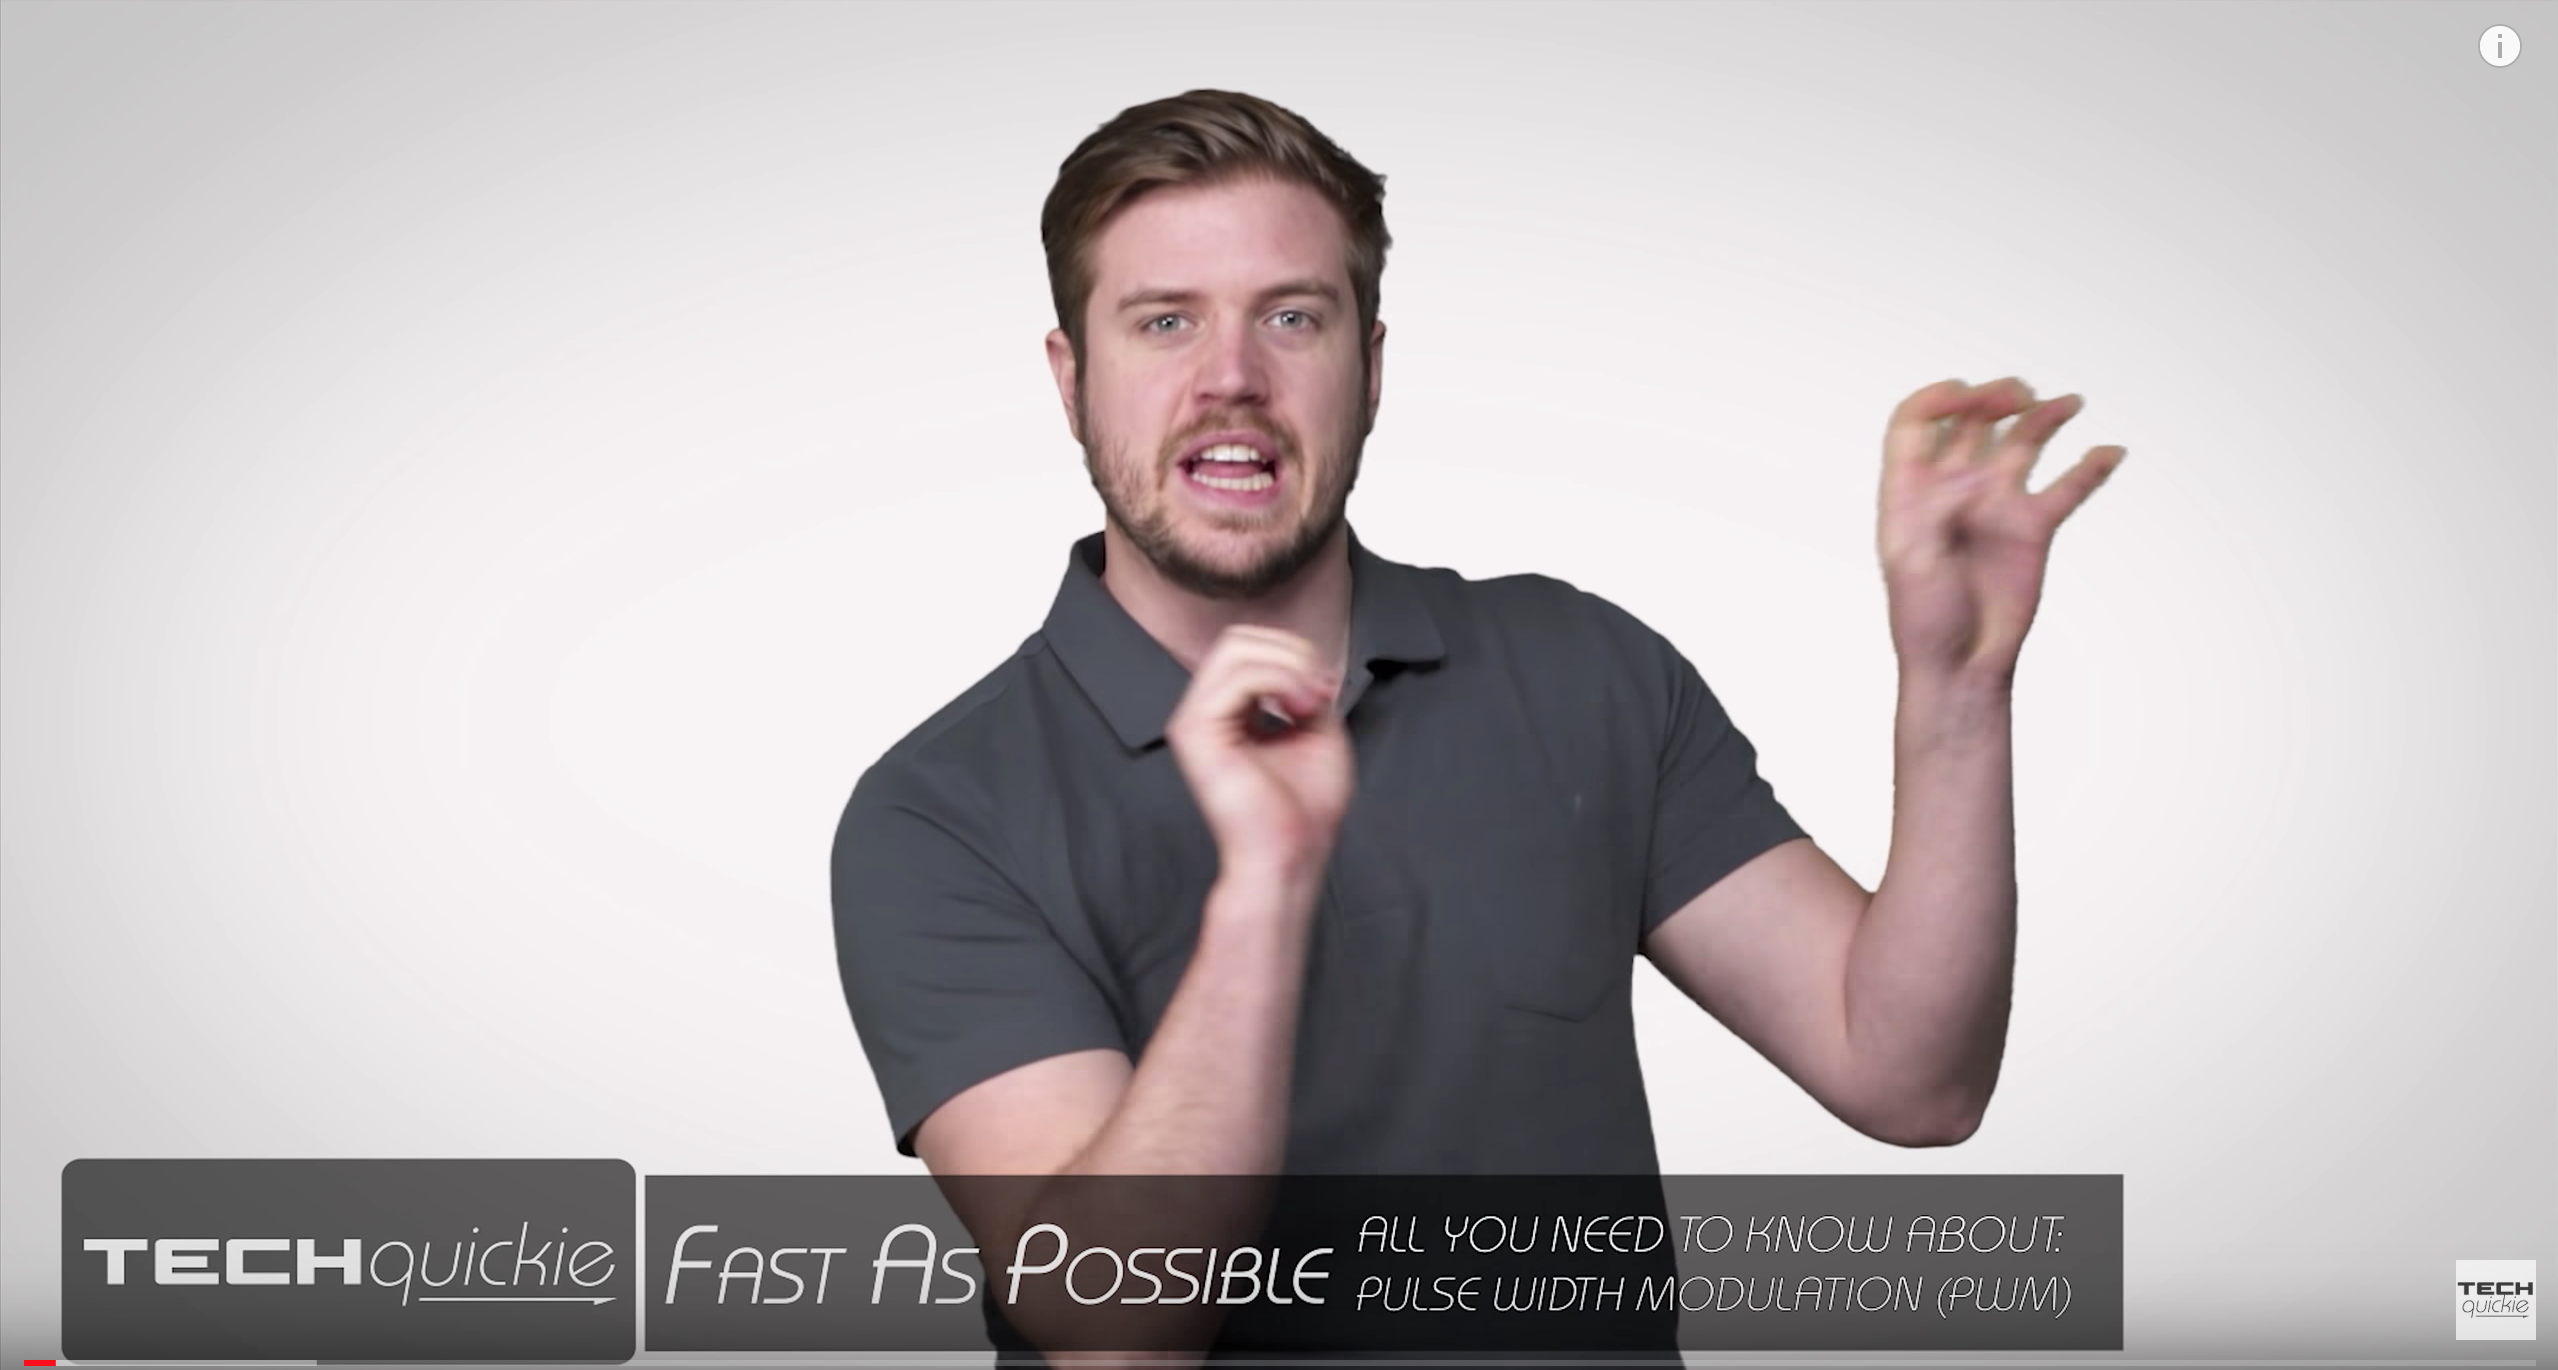 TECHquickie
FAST AS POSSIBLE
ALL YOU NEED TO KNOW ABOUT:
PULSE WIDTH MODULATION (PWM)
TECH
quickie
i